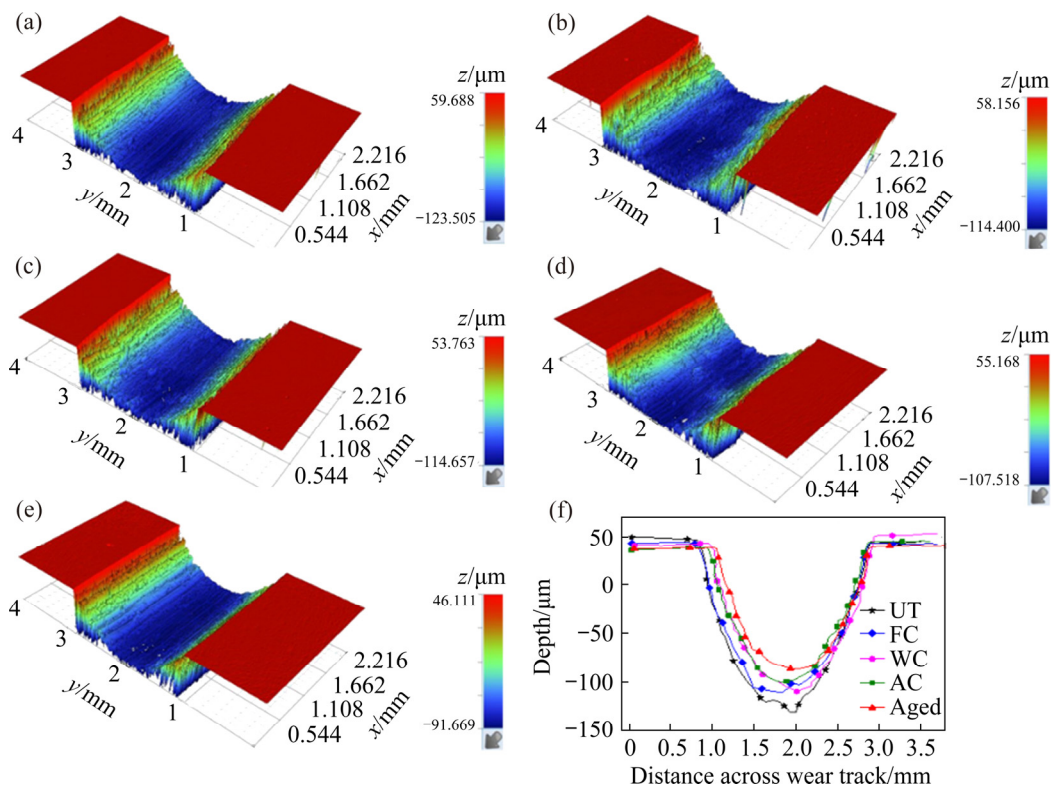 (a)
z/μm
59.688
−123.505
4
3
2
1
y/mm
2.216
1.662
1.108
0.544
x/mm
(b)
z/μm
58.156
−114.400
4
3
2
1
y/mm
2.216
1.662
1.108
0.544
x/mm
(c)
z/μm
53.763
−114.657
4
3
2
1
y/mm
2.216
1.662
1.108
0.544
x/mm
(d)
z/μm
55.168
−107.518
4
3
2
1
y/mm
2.216
1.662
1.108
0.544
x/mm
(e)
z/μm
46.111
−91.669
4
3
2
1
y/mm
2.216
1.662
1.108
0.544
x/mm
(f)
50
0
−50
−100
−150
Depth/μm
UT
FC
WC
AC
Aged
0 0.5 1.0 1.5 2.0 2.5 3.0 3.5
Distance across wear track/mm